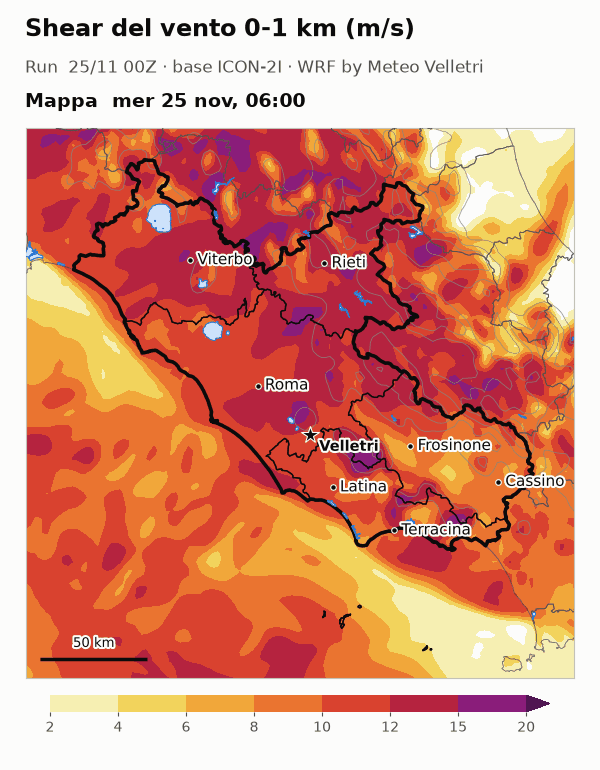 Shear del vento 0-1 km (m/s)
Run  25/11 00Z · base ICON-2I · WRF by Meteo Velletri
Mappa  mer 25 nov, 06:00
Viterbo
Rieti
Roma
Velletri
Frosinone
Cassino
Latina
Terracina
50 km
2 4 6 8 10 12 15 20